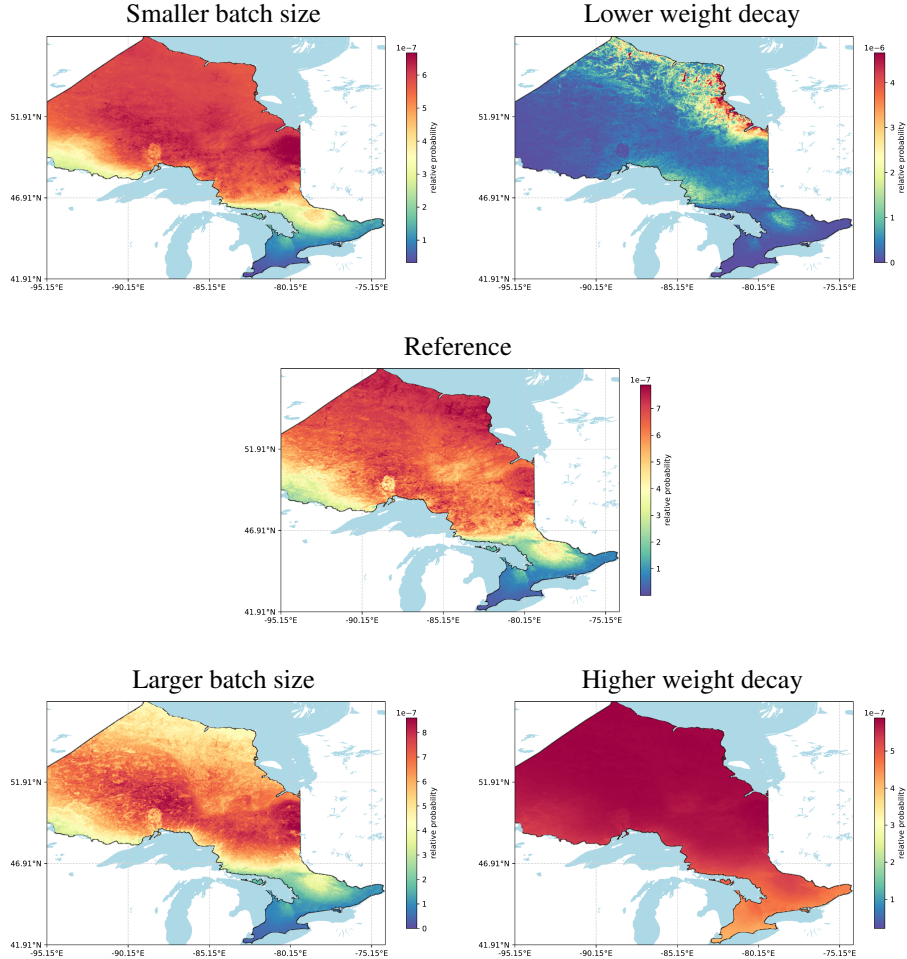 Smaller batch size
1e−7
6
5
4
3
2
1
relative probability
51.91°N
46.91°N
41.91°N
-95.15°E -90.15°E -85.15°E -80.15°E -75.15°E
Lower weight decay
1e−6
4
3
2
1
0
relative probability
51.91°N
46.91°N
41.91°N
-95.15°E -90.15°E -85.15°E -80.15°E -75.15°E
Reference
1e−7
7
6
5
4
3
2
1
relative probability
51.91°N
46.91°N
41.91°N
-95.15°E -90.15°E -85.15°E -80.15°E -75.15°E
Larger batch size
1e−7
8
7
6
5
4
3
2
1
0
relative probability
51.91°N
46.91°N
41.91°N
-95.15°E -90.15°E -85.15°E -80.15°E -75.15°E
Higher weight decay
1e−7
5
4
3
2
1
relative probability
51.91°N
46.91°N
41.91°N
-95.15°E -90.15°E -85.15°E -80.15°E -75.15°E